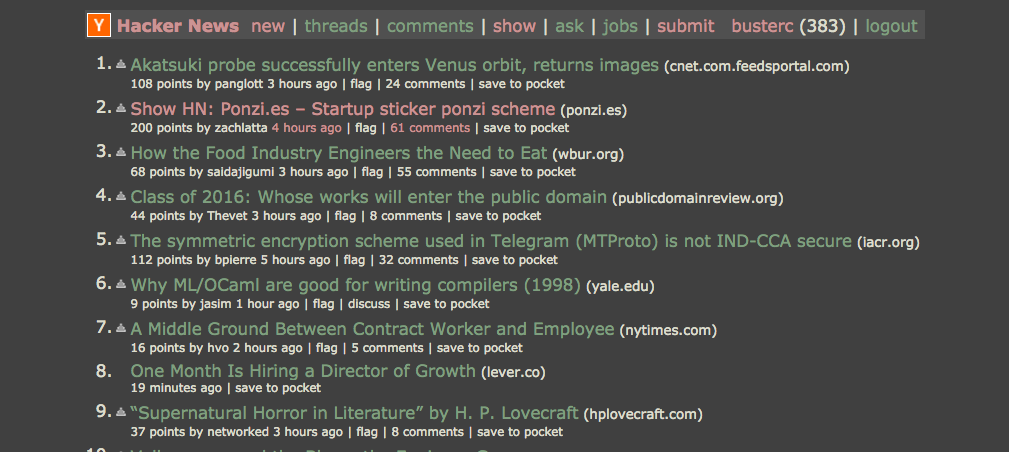 Y Hacker News new | threads | comments | show | ask | jobs | submit busterc (383) | logout
1. Akatsuki probe successfully enters Venus orbit, returns images (cnet.com.feedsportal.com)
108 points by panglott 3 hours ago | flag | 24 comments | save to pocket
2. Show HN: Ponzi.es – Startup sticker ponzi scheme (ponzi.es)
200 points by zachlatta 4 hours ago | flag | 61 comments | save to pocket
3. How the Food Industry Engineers the Need to Eat (wbur.org)
68 points by saidajigumi 3 hours ago | flag | 55 comments | save to pocket
4. Class of 2016: Whose works will enter the public domain (publicdomainreview.org)
44 points by Thevet 3 hours ago | flag | 8 comments | save to pocket
5. The symmetric encryption scheme used in Telegram (MTProto) is not IND-CCA secure (iacr.org)
112 points by bpierre 5 hours ago | flag | 32 comments | save to pocket
6. Why ML/OCaml are good for writing compilers (1998) (yale.edu)
9 points by jasim 1 hour ago | flag | discuss | save to pocket
7. A Middle Ground Between Contract Worker and Employee (nytimes.com)
16 points by hvo 2 hours ago | flag | 5 comments | save to pocket
8. One Month Is Hiring a Director of Growth (lever.co)
19 minutes ago | save to pocket
9. “Supernatural Horror in Literature” by H. P. Lovecraft (hplovecraft.com)
37 points by networked 3 hours ago | flag | 8 comments | save to pocket